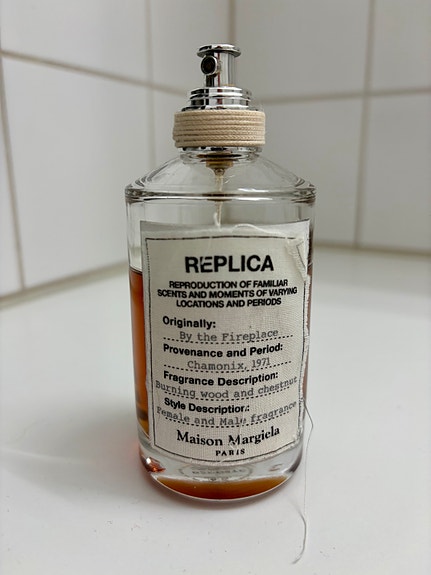 REPLICA
REPRODUCTION OF FAMILIAR
SCENTS AND MOMENTS OF VARYING
LOCATIONS AND PERIODS
Originally:
By the Fireplace
Provenance and Period:
Chamonix, 1971
Fragrance Description:
Burning wood and chestnut
Style Description:
Female and Male fragrance
Maison Margiela
PARIS